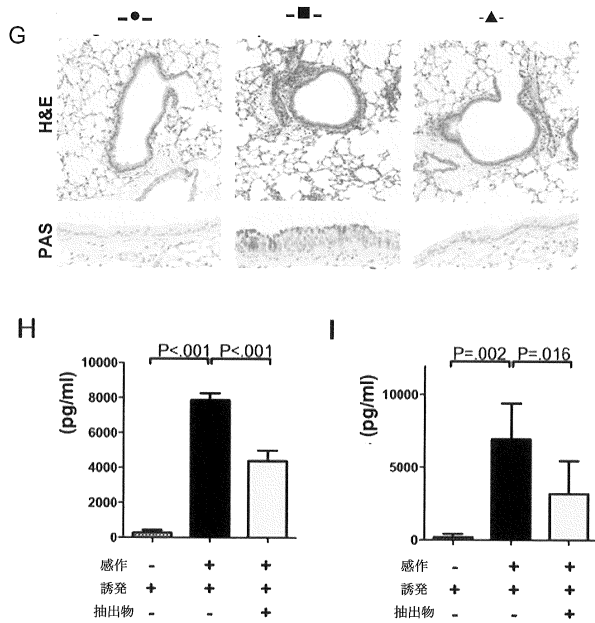 G
H&E
PAS
H
P<.001 P<.001
(pg/ml)
10000
8000
6000
4000
2000
0
感作 - + +
誘発 + + +
抽出物 - - +
I
P=.002 P=.016
(pg/ml)
10000
5000
0
感作 - + +
誘発 + + +
抽出物 - - +